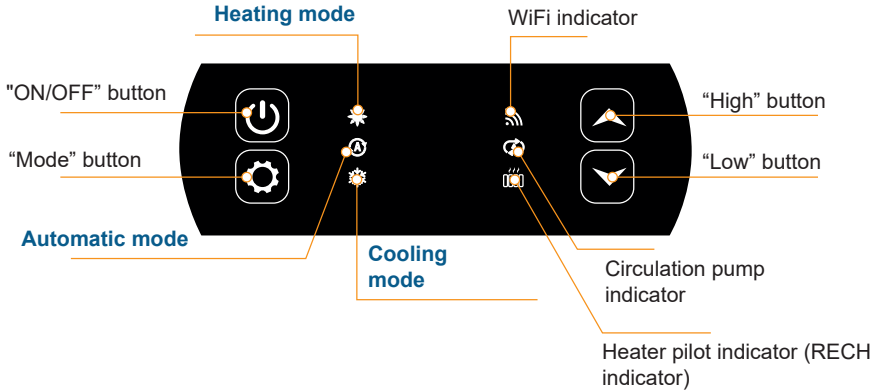 Heating mode
WiFi indicator
"ON/OFF” button
“High” button
“Mode” button
“Low” button
A
Automatic mode
Cooling
mode
Circulation pump
indicator
Heater pilot indicator (RECH
indicator)